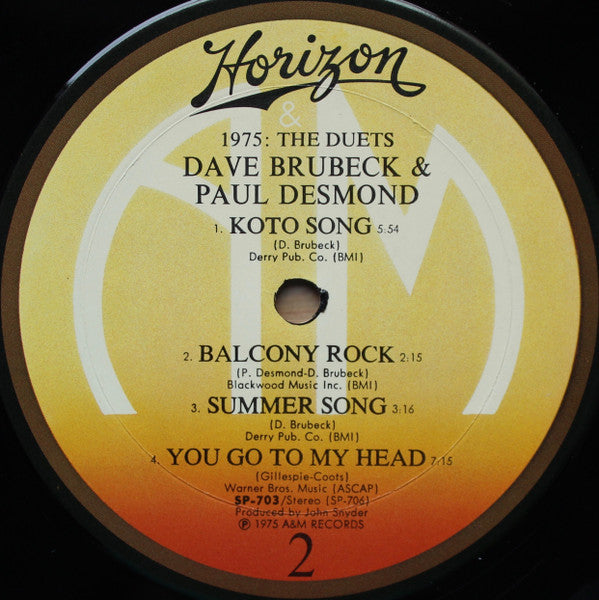 Horizon
&
1975: THE DUETS
DAVE BRUBECK &
PAUL DESMOND
1. KOTO SONG 5:54
(D. Brubeck)
Derry Pub. Co. (BMI)
2. BALCONY ROCK 2:15
(P. Desmond-D. Brubeck)
Blackwood Music Inc. (BMI)
3. SUMMER SONG 3:16
(D. Brubeck)
Derry Pub. Co. (BMI)
4. YOU GO TO MY HEAD 7:15
(Gillespie-Coots)
Warner Bros. Music (ASCAP)
SP-703/Stereo (SP-706)
Produced by John Snyder
℗ 1975 A&M RECORDS
2